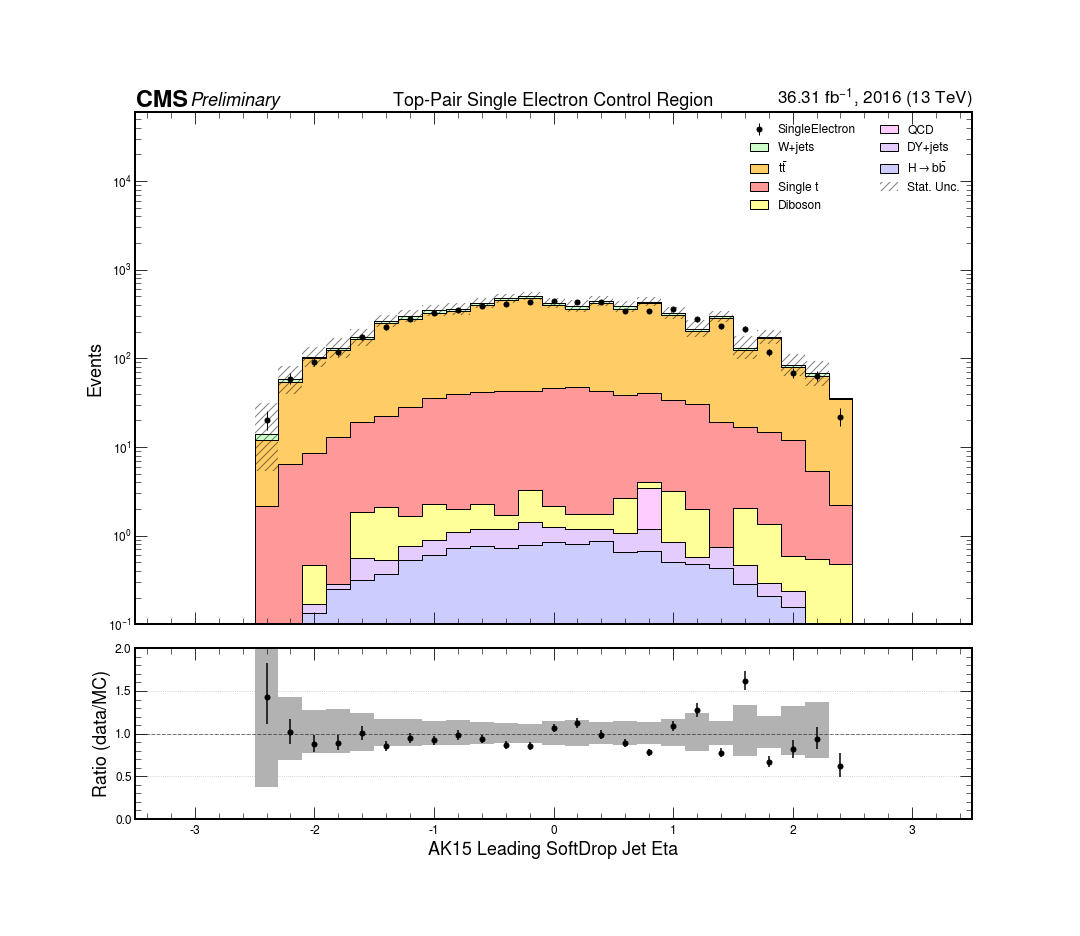 CMS Preliminary Top-Pair Single Electron Control Region 36.31 fb⁻¹, 2016 (13 TeV)
SingleElectron
W+jets
tt̄
Single t
Diboson
QCD
DY+jets
H→bb̄
Stat. Unc.
Events
10⁴
10³
10²
10¹
10⁰
10⁻¹
Ratio (data/MC)
2.0
1.5
1.0
0.5
0.0
-3 -2 -1 0 1 2 3
AK15 Leading SoftDrop Jet Eta